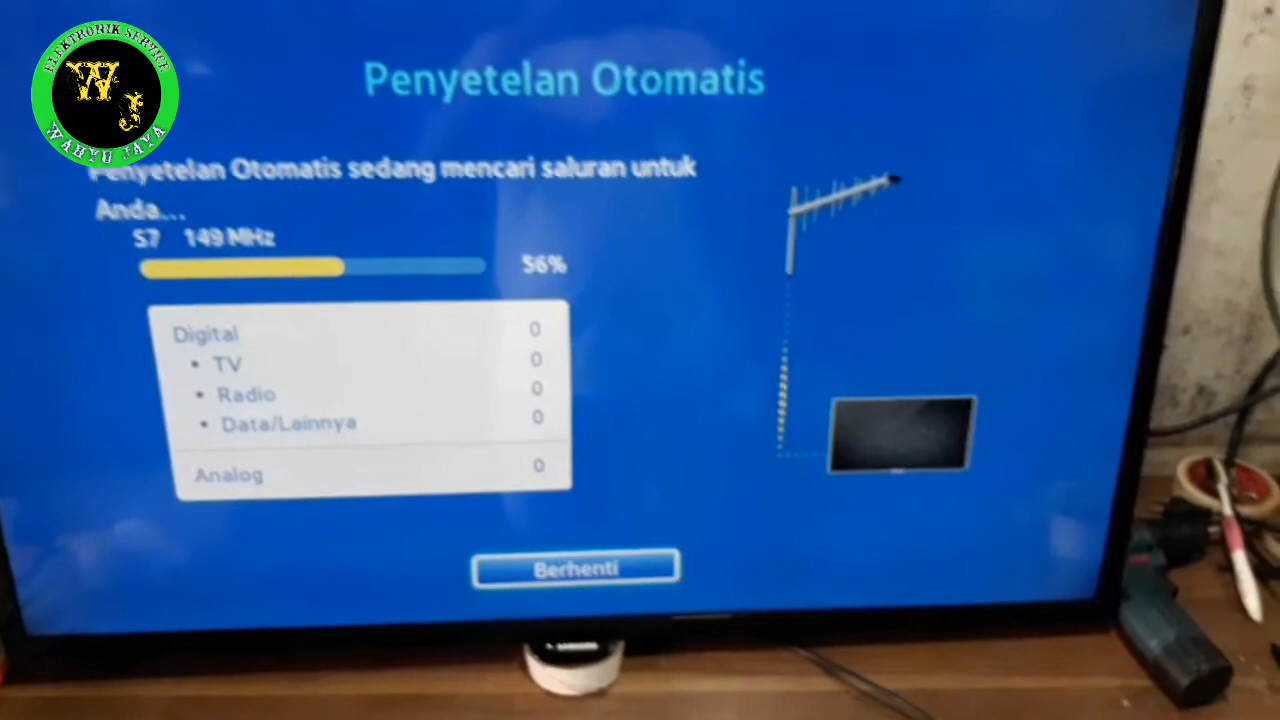 ELEKTRONIK SERVICE
WJ
WAHYU JAYA
Penyetelan Otomatis
Penyetelan Otomatis sedang mencari saluran untuk
Anda...
S7 149 MHz
56%
Digital 0
• TV 0
• Radio 0
• Data/Lainnya 0
Analog 0
Berhenti